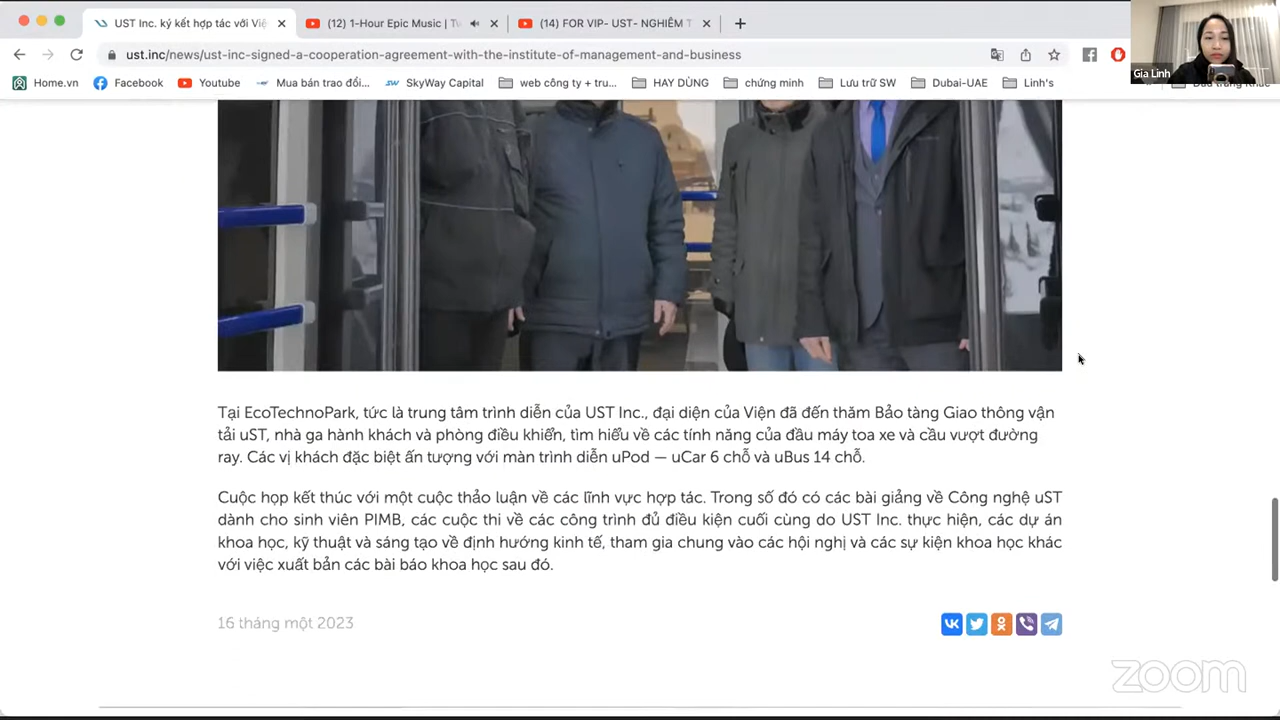 UST Inc. ký kết hợp tác với Việ
(12) 1-Hour Epic Music | Tw
(14) FOR VIP- UST- NGHIÊM T
ust.inc/news/ust-inc-signed-a-cooperation-agreement-with-the-institute-of-management-and-business
Gia Linh
Home.vn
Facebook
Youtube
Mua bán trao đổi...
SkyWay Capital
web công ty + tru...
HAY DÙNG
chứng minh
Lưu trữ SW
Dubai-UAE
Linh's
Tại EcoTechnoPark, tức là trung tâm trình diễn của UST Inc., đại diện của Viện đã đến thăm Bảo tàng Giao thông vận
tải uST, nhà ga hành khách và phòng điều khiển, tìm hiểu về các tính năng của đầu máy toa xe và cầu vượt đường
ray. Các vị khách đặc biệt ấn tượng với màn trình diễn uPod — uCar 6 chỗ và uBus 14 chỗ.
Cuộc họp kết thúc với một cuộc thảo luận về các lĩnh vực hợp tác. Trong số đó có các bài giảng về Công nghệ uST
dành cho sinh viên PIMB, các cuộc thi về các công trình đủ điều kiện cuối cùng do UST Inc. thực hiện, các dự án
khoa học, kỹ thuật và sáng tạo về định hướng kinh tế, tham gia chung vào các hội nghị và các sự kiện khoa học khác
với việc xuất bản các bài báo khoa học sau đó.
16 tháng một 2023
zoom